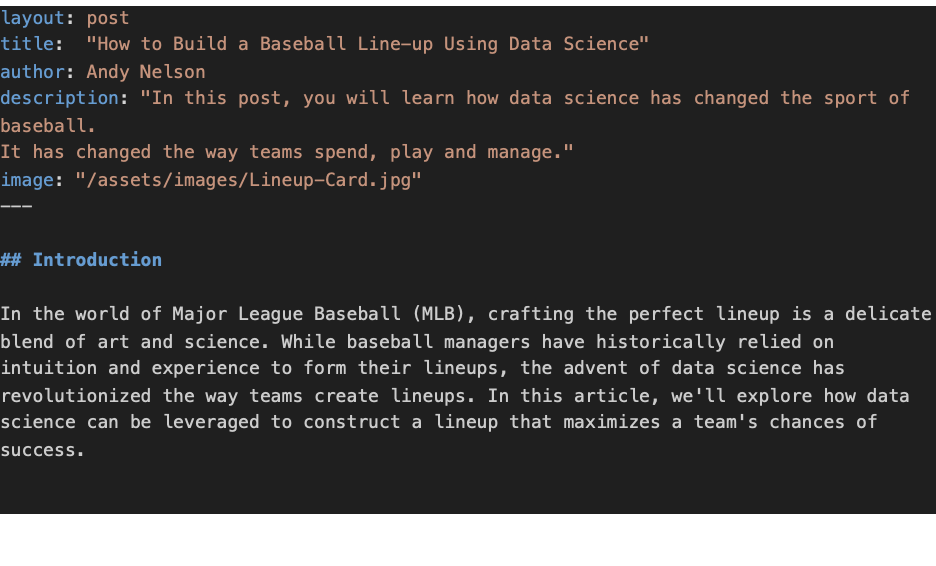 layout: post
title:  "How to Build a Baseball Line-up Using Data Science"
author: Andy Nelson
description: "In this post, you will learn how data science has changed the sport of
baseball.
It has changed the way teams spend, play and manage."
image: "/assets/images/Lineup-Card.jpg"
---
## Introduction
In the world of Major League Baseball (MLB), crafting the perfect lineup is a delicate
blend of art and science. While baseball managers have historically relied on
intuition and experience to form their lineups, the advent of data science has
revolutionized the way teams create lineups. In this article, we'll explore how data
science can be leveraged to construct a lineup that maximizes a team's chances of
success.